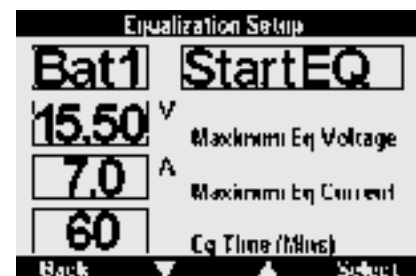 Equalization Setup
Bat1 StartEQ
15.50 V Maximum Eq Voltage
7.0 A Maximum Eq Current
60 Eq Time (Mins)
Back Select